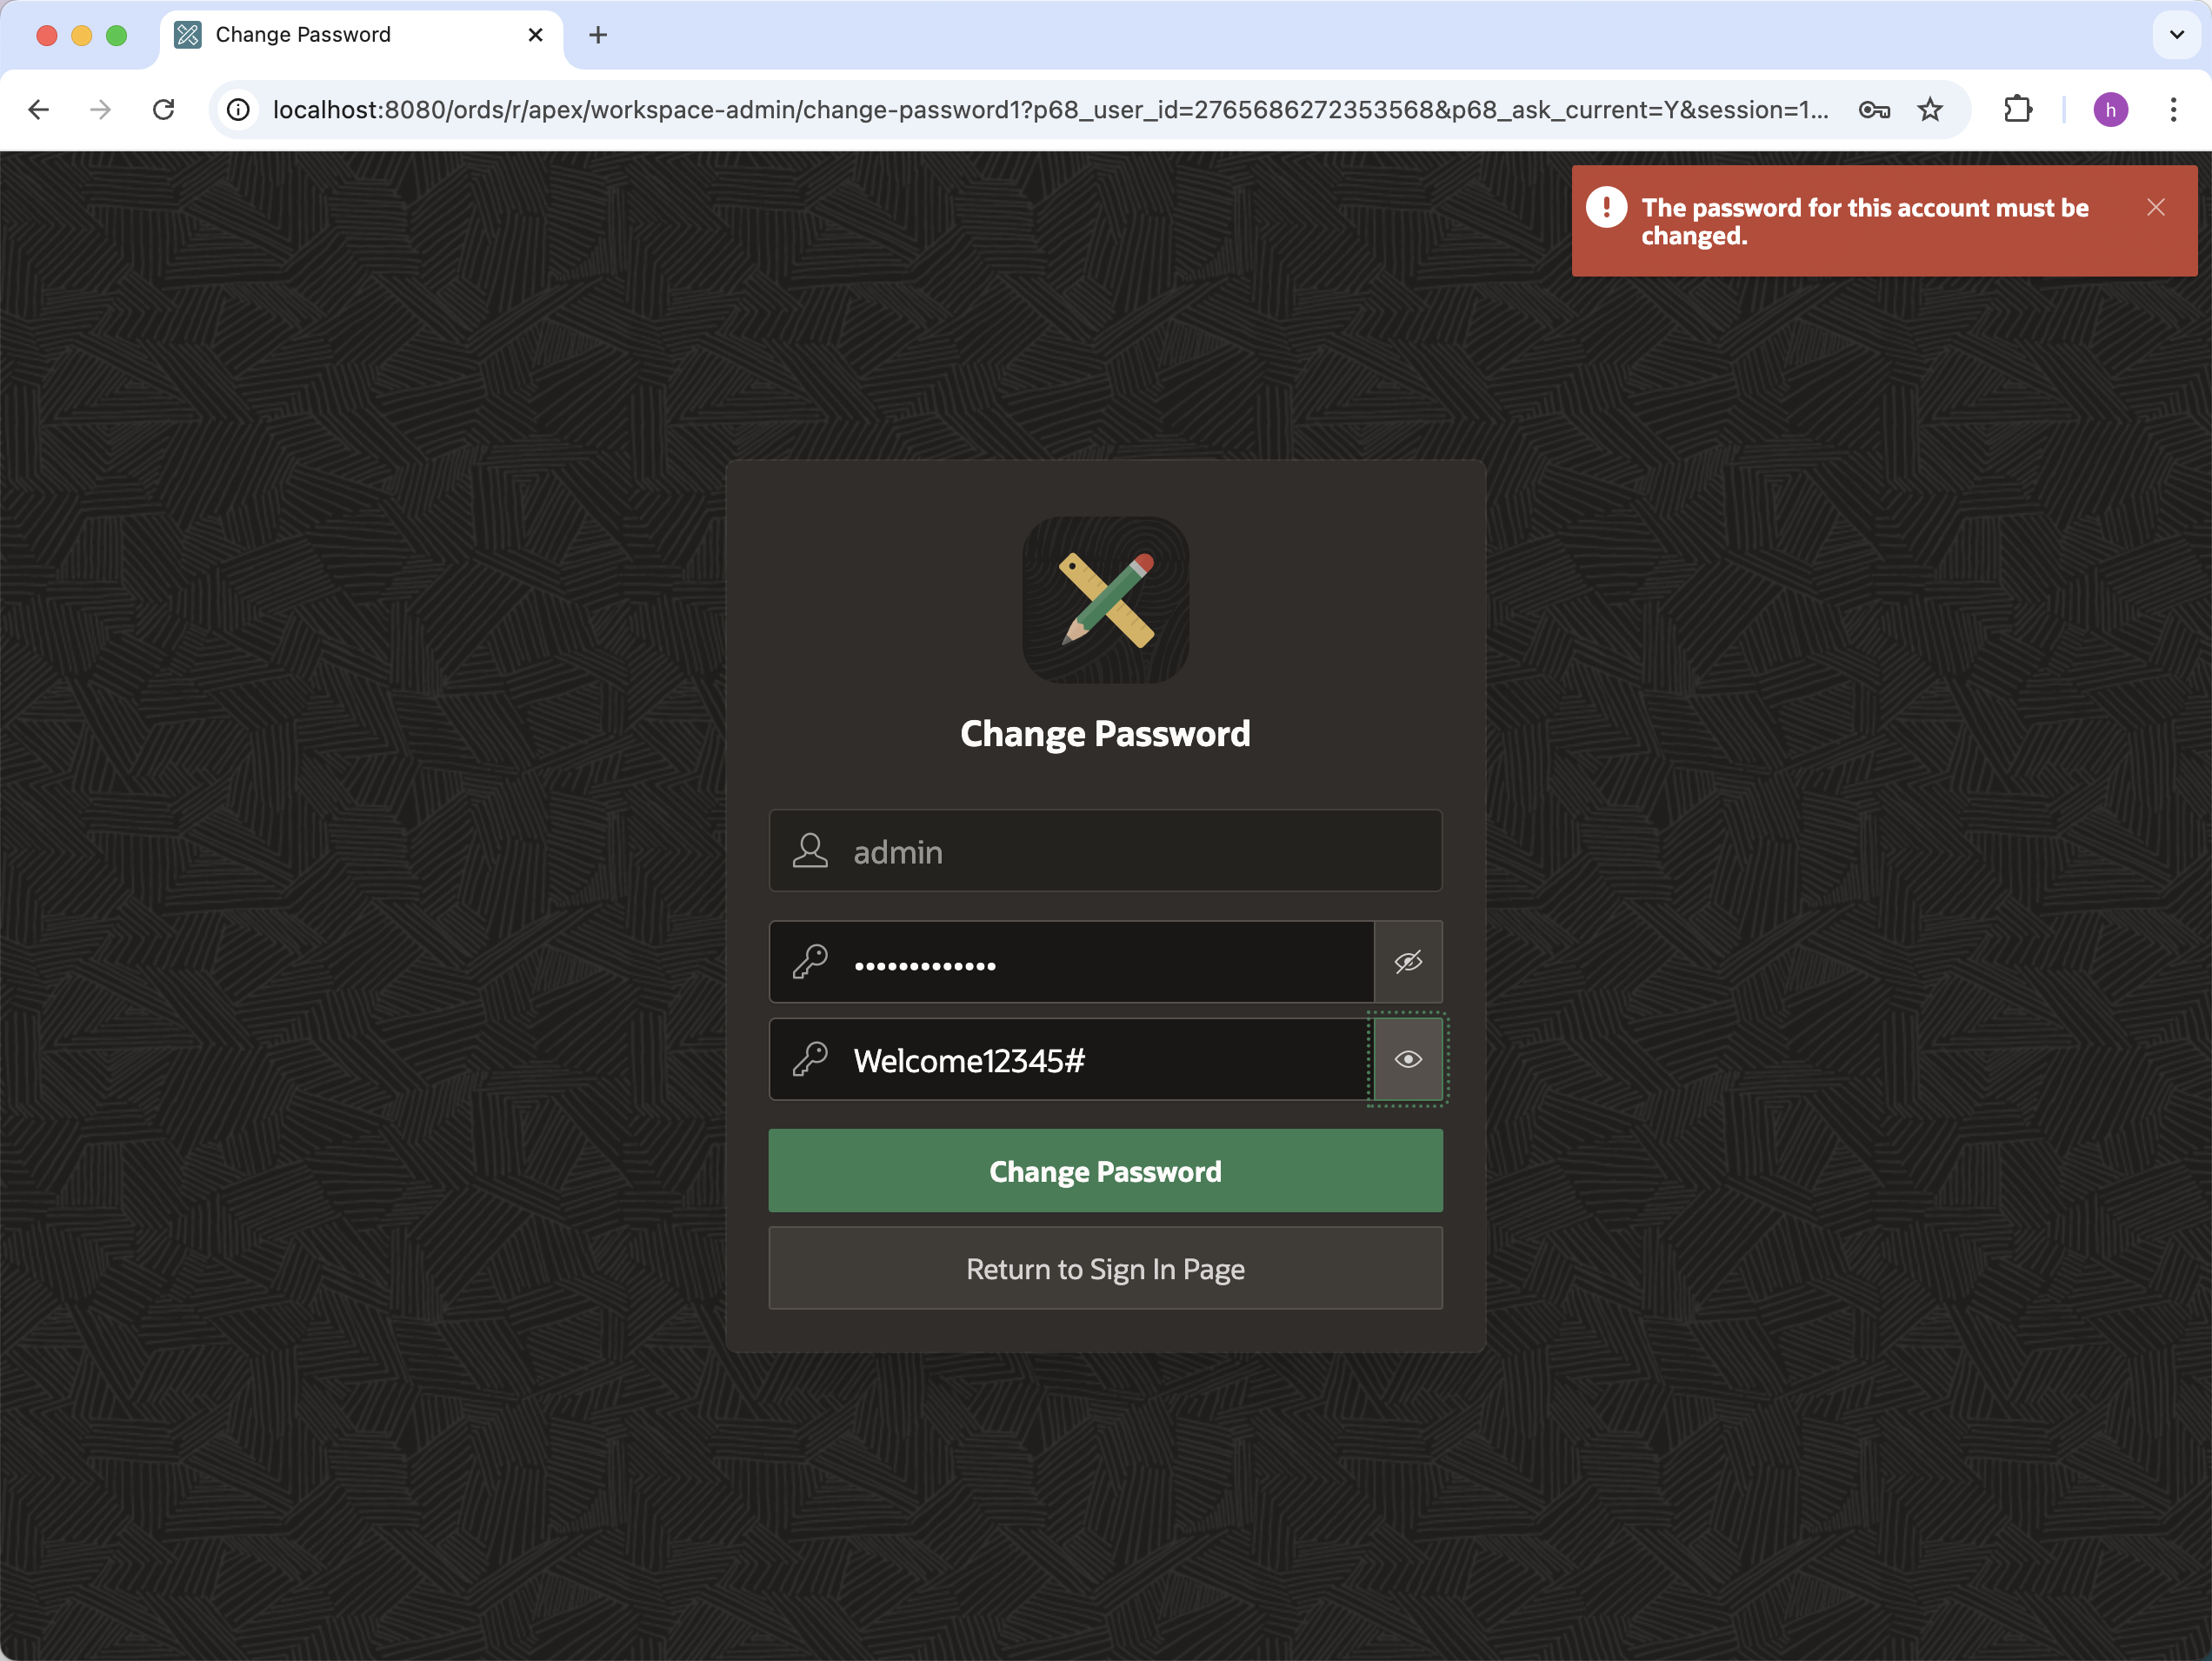 Change Password
localhost:8080/ords/r/apex/workspace-admin/change-password1?p68_user_id=2765686272353568&p68_ask_current=Y&session=1...
h
The password for this account must be
changed.
Change Password
admin
•••••••••••••
Welcome12345#
Change Password
Return to Sign In Page